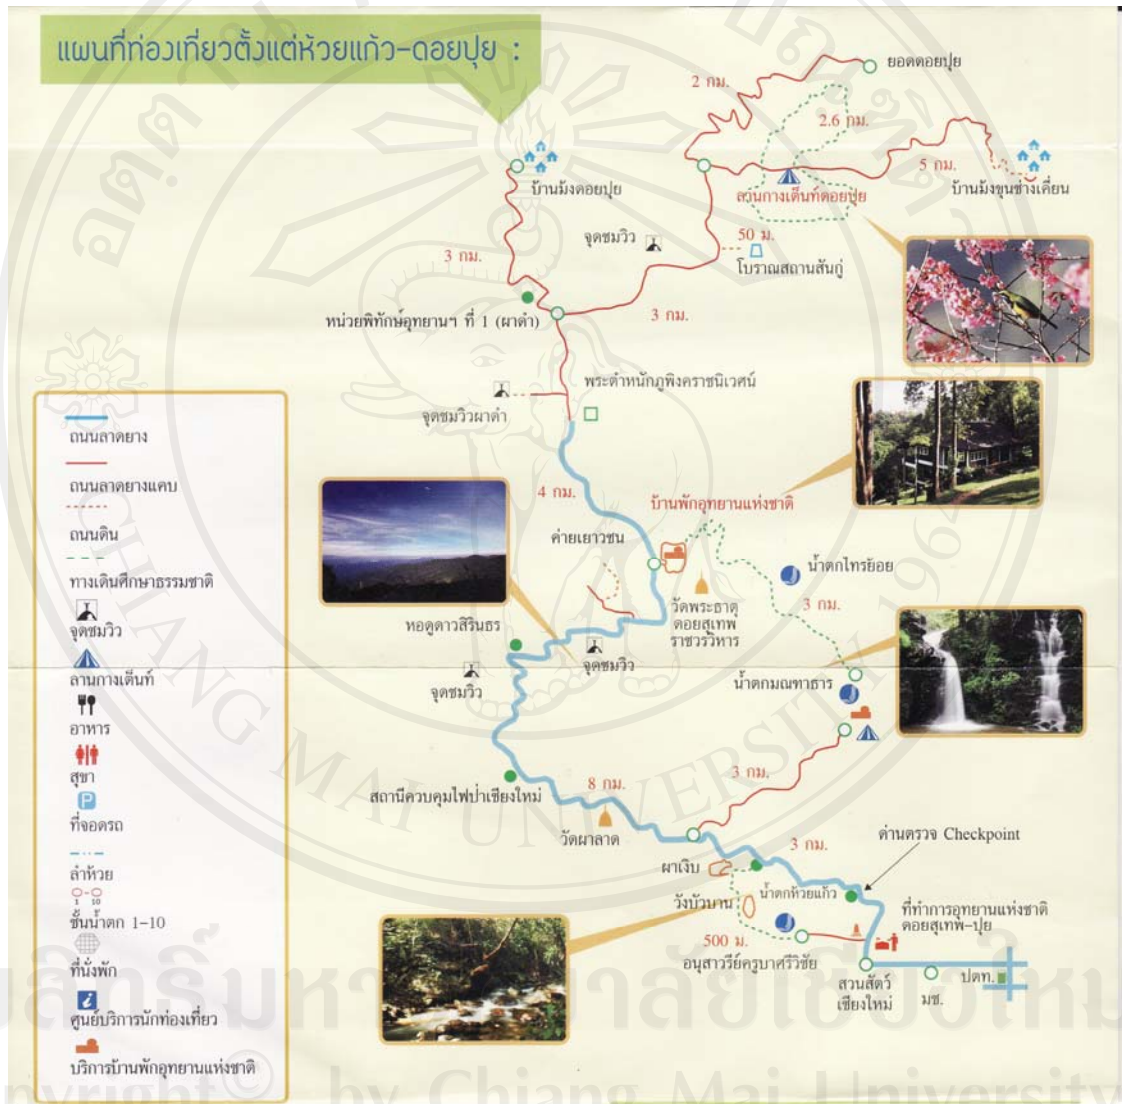 แผนที่ท่องเที่ยวตั้งแต่ห้วยแก้ว-ดอยปุย :
ยอดดอยปุย
2 กม.
2.6 กม.
5 กม.
บ้านม้งดอยปุย
ลานกางเต็นท์ดอยปุย
บ้านม้งขุนช่างเคี่ยน
จุดชมวิว
50 ม.
3 กม.
โบราณสถานสันกู่
หน่วยพิทักษ์อุทยานฯ ที่ 1 (ผาดำ)
3 กม.
พระตำหนักภูพิงคราชนิเวศน์
จุดชมวิวผาดำ
4 กม.
บ้านพักอุทยานแห่งชาติ
ค่ายเยาวชน
น้ำตกไทรย้อย
วัดพระธาตุ
ดอยสุเทพ
ราชวรวิหาร
3 กม.
หอดูดาวสิรินธร
จุดชมวิว
จุดชมวิว
น้ำตกมณฑาธาร
3 กม.
สถานีควบคุมไฟป่าเชียงใหม่
8 กม.
วัดผาลาด
3 กม.
ด่านตรวจ Checkpoint
ผาเงิบ
น้ำตกห้วยแก้ว
วังบัวบาน
ที่ทำการอุทยานแห่งชาติ
ดอยสุเทพ-ปุย
500 ม.
อนุสาวรีย์ครูบาศรีวิชัย
สวนสัตว์
เชียงใหม่
มช.
ปตท.
ถนนลาดยาง
ถนนลาดยางแคบ
ถนนดิน
ทางเดินศึกษาธรรมชาติ
จุดชมวิว
ลานกางเต็นท์
อาหาร
สุขา
P
ที่จอดรถ
ลำห้วย
1 10
ชั้นน้ำตก 1-10
ที่นั่งพัก
i
ศูนย์บริการนักท่องเที่ยว
บริการบ้านพักอุทยานแห่งชาติ
CHIANG MAI UNIVERSITY 1964
by Chiang Mai University